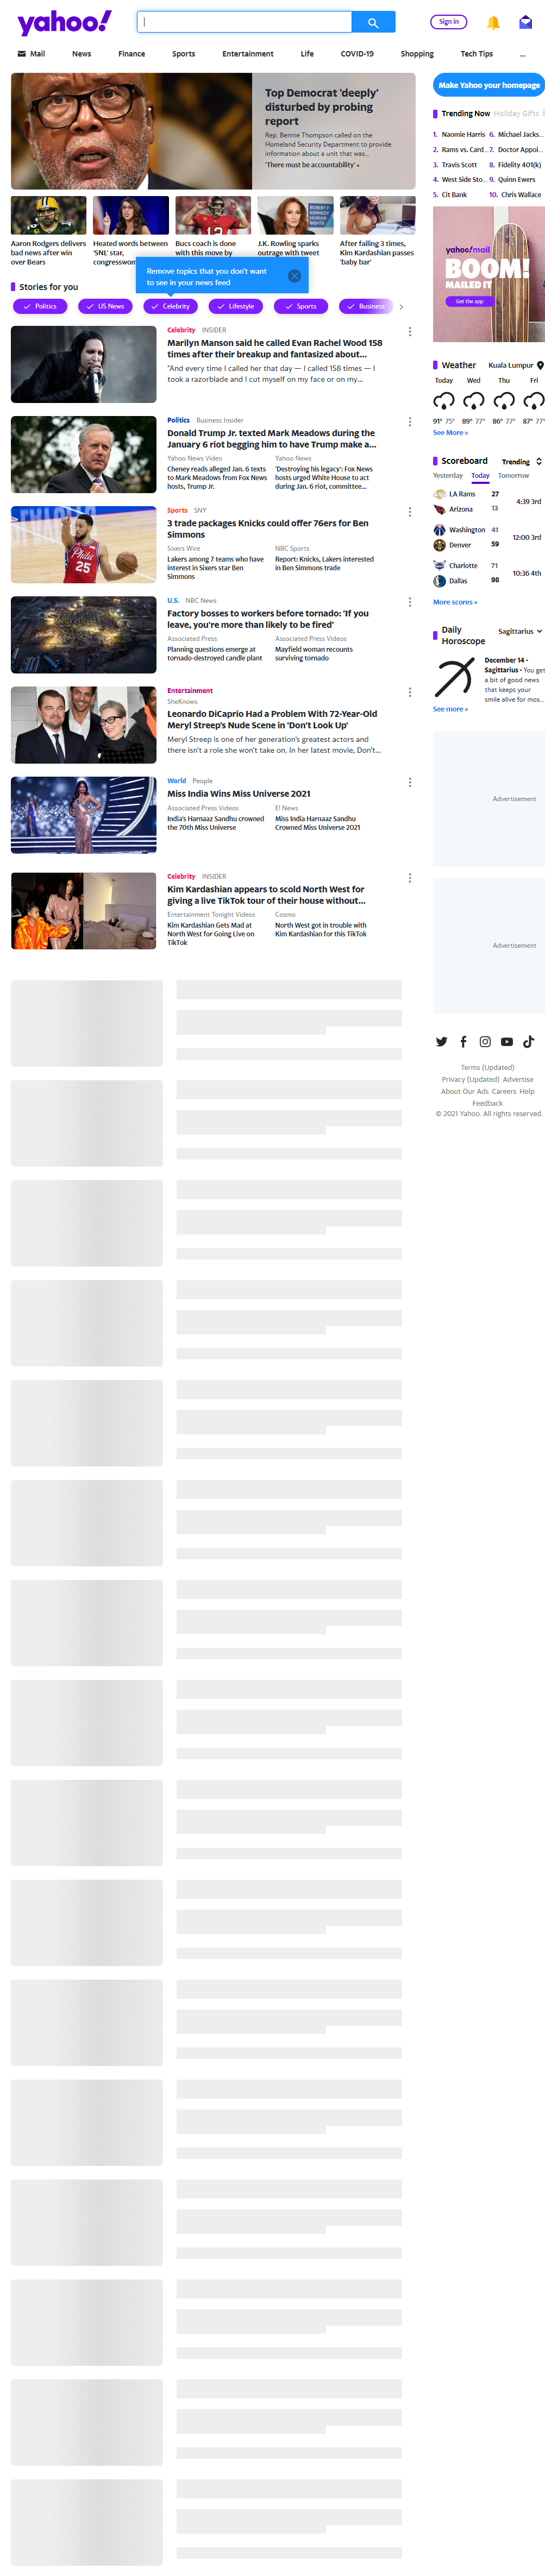 yahoo!
Sign in
Mail
News
Finance
Sports
Entertainment
Life
COVID-19
Shopping
Tech Tips
...
Top Democrat 'deeply'
disturbed by probing
report
Rep. Bennie Thompson called on the
Homeland Security Department to provide
information about a unit that was...
'There must be accountability' »
Aaron Rodgers delivers
bad news after win
over Bears
Heated words between
'SNL' star,
congresswom
Bucs coach is done
with this move by
J.K. Rowling sparks
outrage with tweet
After failing 3 times,
Kim Kardashian passes
'baby bar'
Remove topics that you don't want
to see in your news feed
Stories for you
Politics
US News
Celebrity
Lifestyle
Sports
Business
Celebrity INSIDER
Marilyn Manson said he called Evan Rachel Wood 158
times after their breakup and fantasized about...
"And every time I called her that day — I called 158 times — I
took a razorblade and I cut myself on my face or on my...
Politics Business Insider
Donald Trump Jr. texted Mark Meadows during the
January 6 riot begging him to have Trump make a...
Yahoo News Video
Cheney reads alleged Jan. 6 texts
to Mark Meadows from Fox News
hosts, Trump Jr.
Yahoo News
'Destroying his legacy': Fox News
hosts urged White House to act
during Jan. 6 riot, committee...
Sports SNY
3 trade packages Knicks could offer 76ers for Ben
Simmons
Sixers Wire
Lakers among 7 teams who have
interest in Sixers star Ben
Simmons
NBC Sports
Report: Knicks, Lakers interested
in Ben Simmons trade
U.S. NBC News
Factory bosses to workers before tornado: 'If you
leave, you're more than likely to be fired'
Associated Press
Planning questions emerge at
tornado-destroyed candle plant
Associated Press Videos
Mayfield woman recounts
surviving tornado
Entertainment
SheKnows
Leonardo DiCaprio Had a Problem With 72-Year-Old
Meryl Streep's Nude Scene in 'Don't Look Up'
Meryl Streep is one of her generation's greatest actors and
there isn't a role she won't take on. In her latest movie, Don't...
World People
Miss India Wins Miss Universe 2021
Associated Press Videos
India's Harnaaz Sandhu crowned
the 70th Miss Universe
E! News
Miss India Harnaaz Sandhu
Crowned Miss Universe 2021
Celebrity INSIDER
Kim Kardashian appears to scold North West for
giving a live TikTok tour of their house without...
Entertainment Tonight Videos
Kim Kardashian Gets Mad at
North West for Going Live on
TikTok
Cosmo
North West got in trouble with
Kim Kardashian for this TikTok
Make Yahoo your homepage
Trending Now Holiday Gifts
1. Naomie Harris 6. Michael Jacks...
2. Rams vs. Card... 7. Doctor Appoi...
3. Travis Scott 8. Fidelity 401(k)
4. West Side Sto... 9. Quinn Ewers
5. Cit Bank 10. Chris Wallace
yahoo!mail
BOOM!
MAILED IT
Get the app
Weather Kuala Lumpur
Today Wed Thu Fri
91° 75° 89° 77° 86° 77° 87° 77°
See More »
Scoreboard Trending
Yesterday Today Tomorrow
LA Rams 27
Arizona 13
4:39 3rd
Washington 41
Denver 59
12:00 3rd
Charlotte 71
Dallas 98
10:36 4th
More scores »
Daily
Horoscope
Sagittarius
December 14 -
Sagittarius - You get
a bit of good news
that keeps your
smile alive for mos...
See more »
Advertisement
Advertisement
Terms (Updated)
Privacy (Updated) Advertise
About Our Ads Careers Help
Feedback
© 2021 Yahoo. All rights reserved.